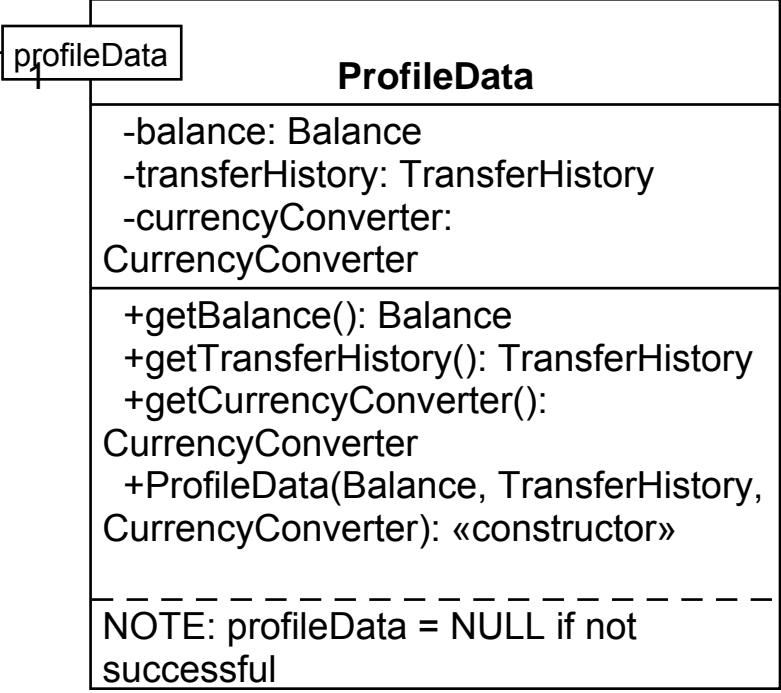 profileData
1
ProfileData
-balance: Balance
-transferHistory: TransferHistory
-currencyConverter:
CurrencyConverter
+getBalance(): Balance
+getTransferHistory(): TransferHistory
+getCurrencyConverter():
CurrencyConverter
+ProfileData(Balance, TransferHistory,
CurrencyConverter): «constructor»
NOTE: profileData = NULL if not
successful